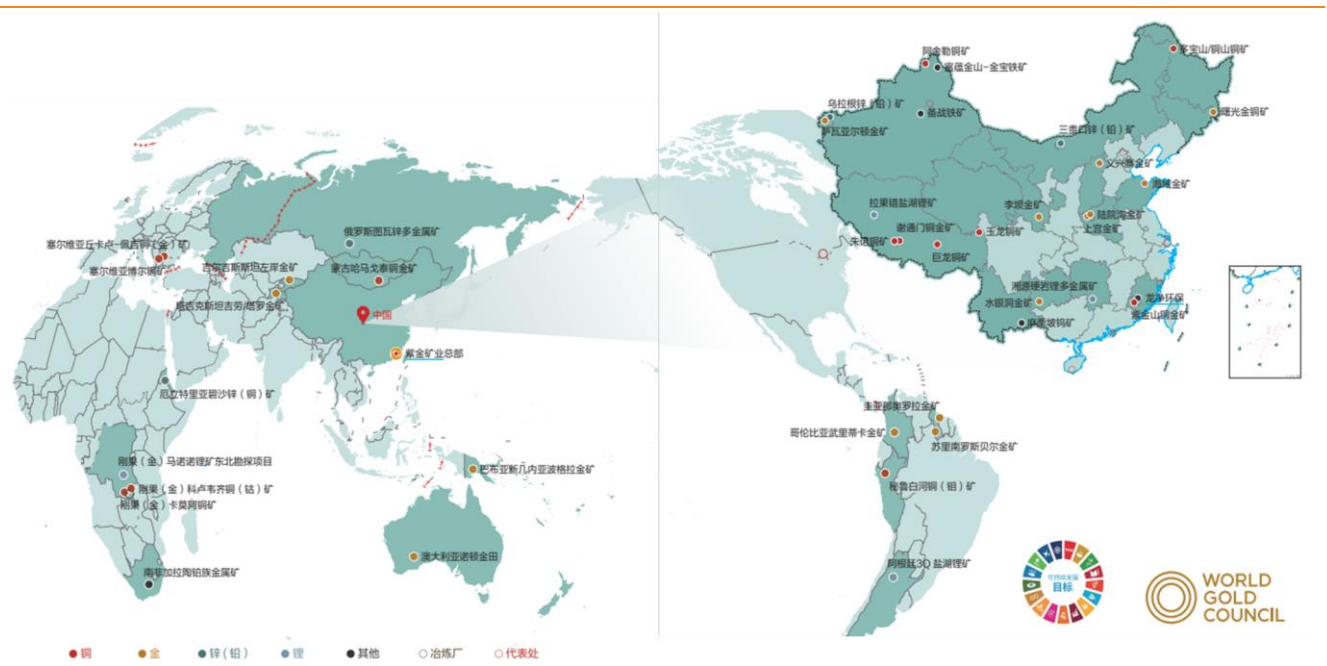 塞尔维亚丘卡卢-佩吉铜(金)矿
塞尔维亚博尔铜矿
俄罗斯图瓦锌多金属矿
吉尔吉斯斯坦左岸金矿
蒙古哈马戈泰铜金矿
塔吉克斯坦吉劳/塔罗金矿
中国
紫金矿业总部
厄立特里亚碧沙锌(铜)矿
刚果(金)马诺诺锂矿东北勘探项目
刚果(金)科卢韦齐铜(钴)矿
刚果(金)卡莫阿铜矿
巴布亚新几内亚波格拉金矿
澳大利亚诺顿金田
南非加拉陶铂族金属矿
铜
金
锌(铅)
锂
其他
冶炼厂
代表处
阿舍勒铜矿
富蕴金山-金宝铁矿
多宝山/铜山铜矿
乌拉根锌(铅)矿
备战铁矿
萨瓦亚尔顿金矿
曙光金铜矿
三贵口锌(铅)矿
义兴寨金矿
海域金矿
拉果错盐湖锂矿
李坝金矿
陆院沟金矿
上宫金矿
谢通门铜金矿
朱诺铜矿
玉龙铜矿
巨龙铜矿
湘源硬岩锂多金属矿
水银洞金矿
龙净环保
紫金山铜金矿
麻栗坡钨矿
圭亚那奥罗拉金矿
哥伦比亚武里蒂卡金矿
苏里南罗斯贝尔金矿
秘鲁白河铜(钼)矿
阿根廷3Q 盐湖锂矿
可持续发展
目标
WORLD
GOLD
COUNCIL